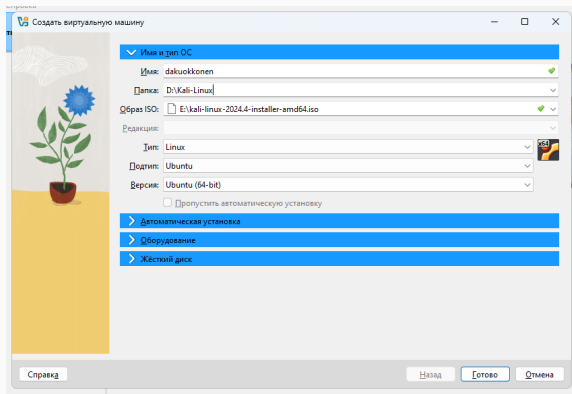 Создать виртуальную машину
Имя и тип ОС
Имя: dakuokkonen
Папка: D:\Kali-Linux
Образ ISO: E:\kali-linux-2024.4-installer-amd64.iso
Редакция:
Тип: Linux
x64
Подтип: Ubuntu
Версия: Ubuntu (64-bit)
Пропустить автоматическую установку
Автоматическая установка
Оборудование
Жёсткий диск
Справка Назад Готово Отмена